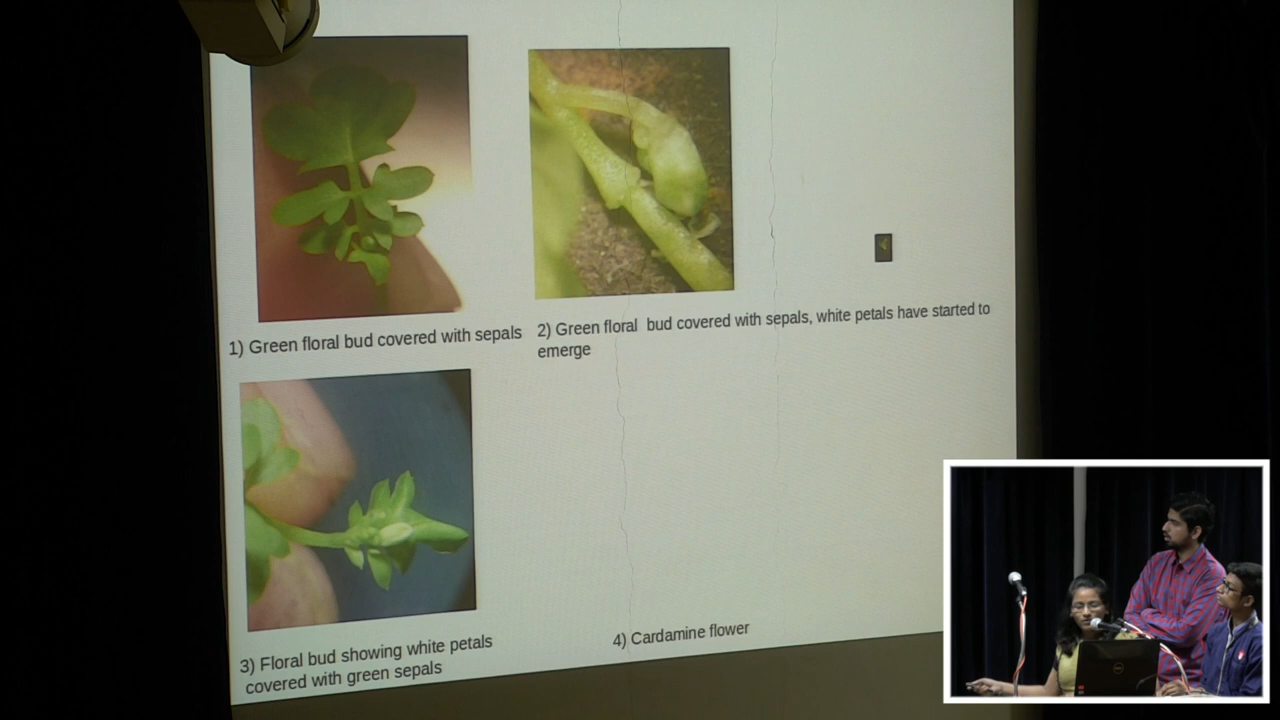 1) Green floral bud covered with sepals
2) Green floral bud covered with sepals, white petals have started to
emerge
3) Floral bud showing white petals
covered with green sepals
4) Cardamine flower
DELL